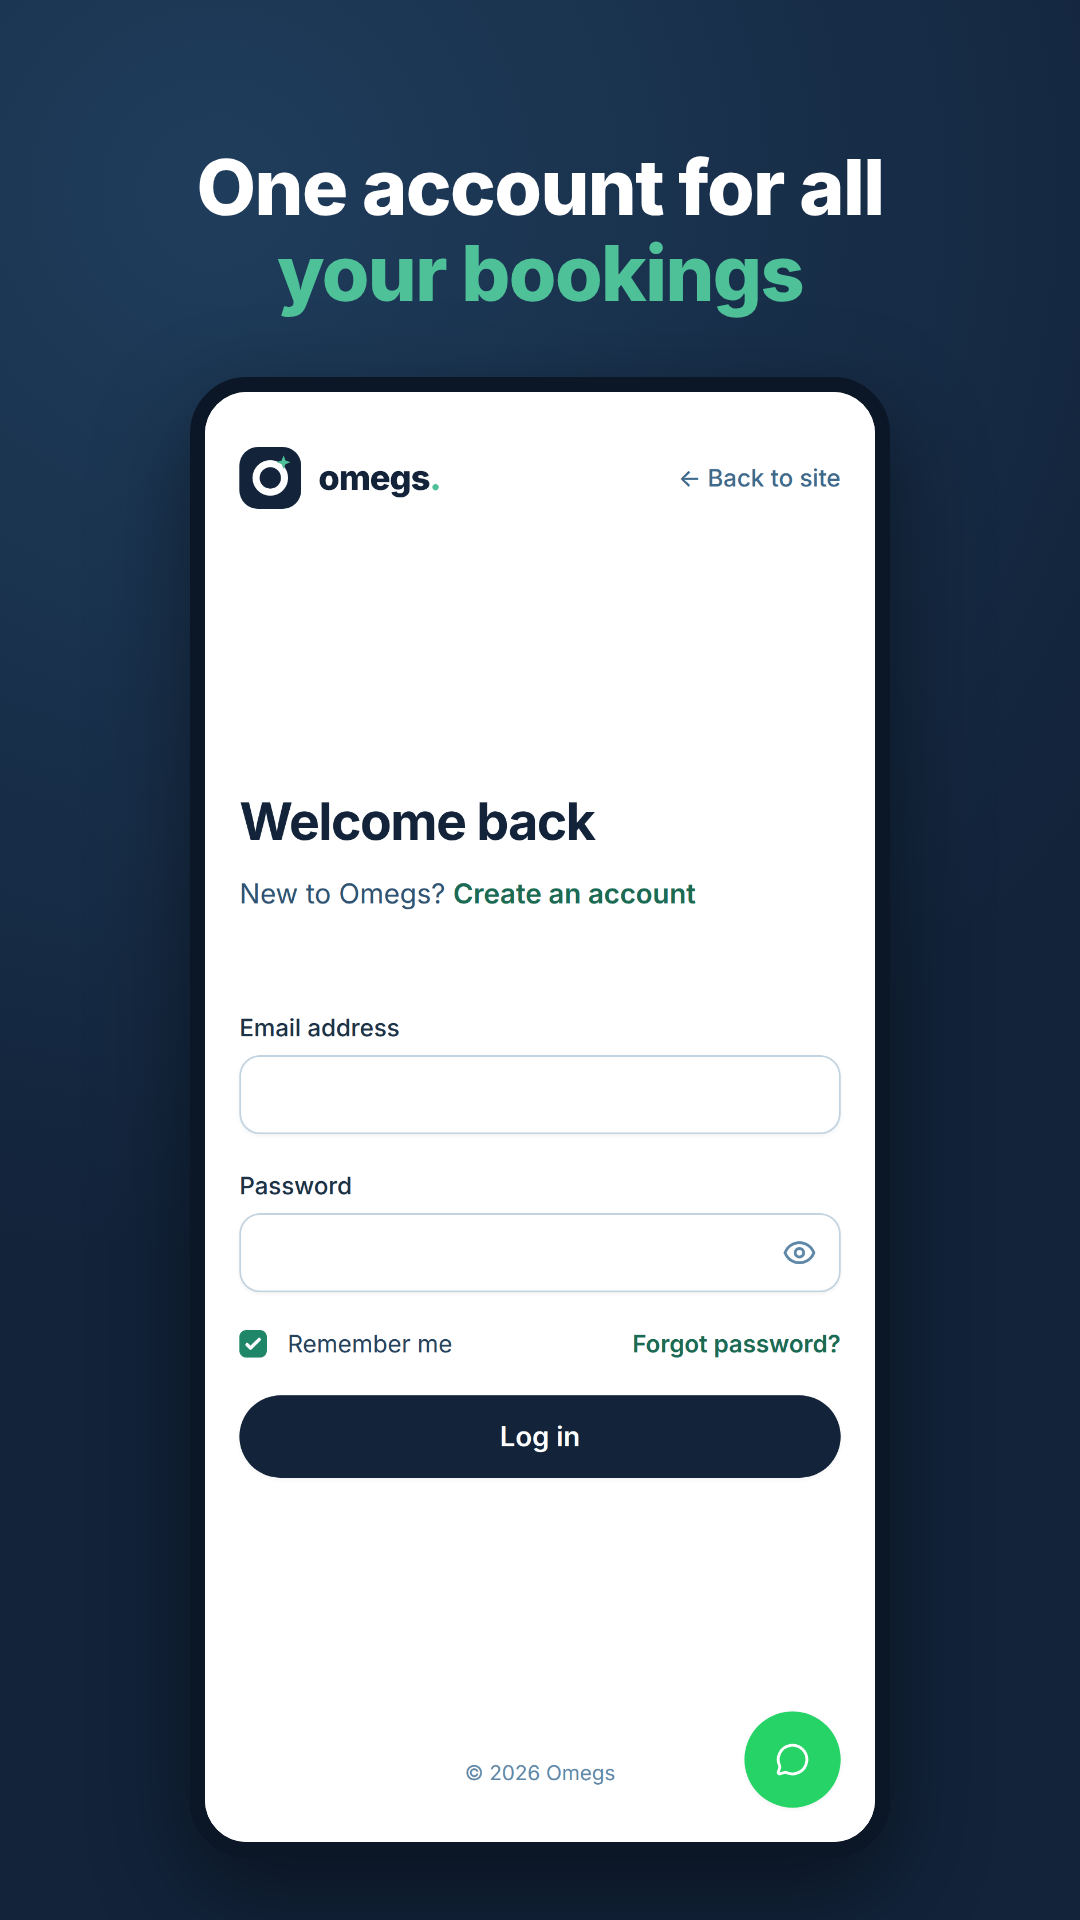 One account for all
your bookings
omegs.
← Back to site
Welcome back
New to Omegs? Create an account
Email address
Password
Remember me
Forgot password?
Log in
© 2026 Omegs